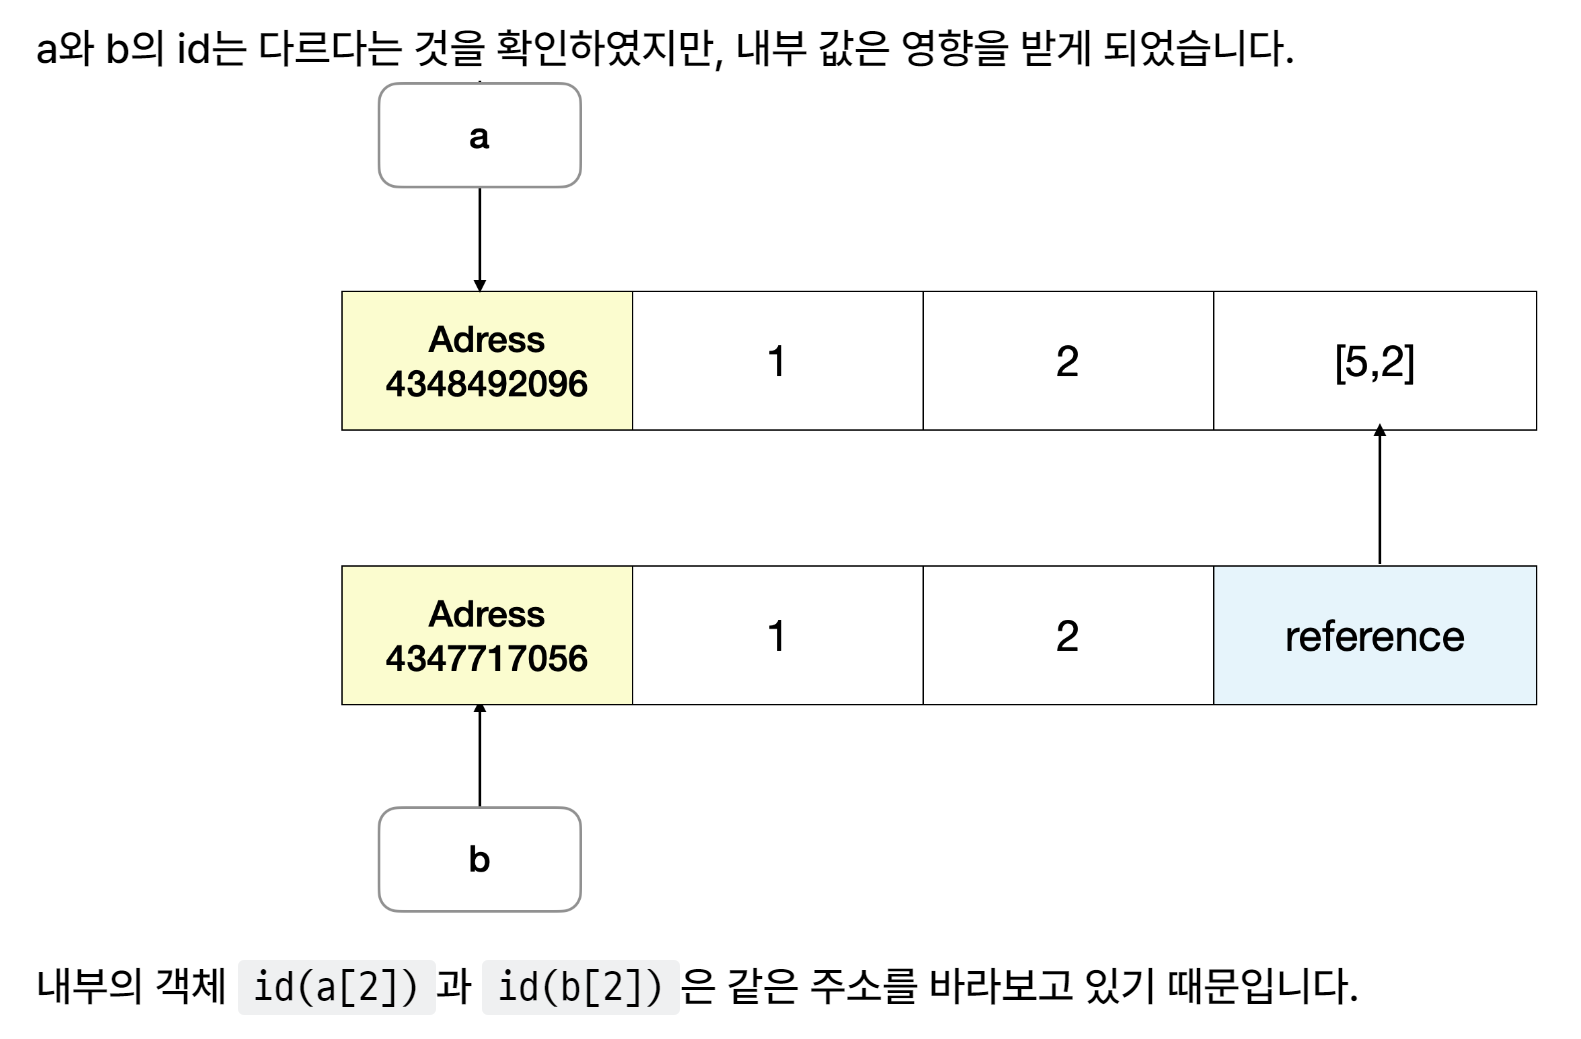 a와 b의 id는 다르다는 것을 확인하였지만, 내부 값은 영향을 받게 되었습니다.
a
Adress
4348492096
1
2
[5,2]
Adress
4347717056
1
2
reference
b
내부의 객체 id(a[2])과 id(b[2])은 같은 주소를 바라보고 있기 때문입니다.